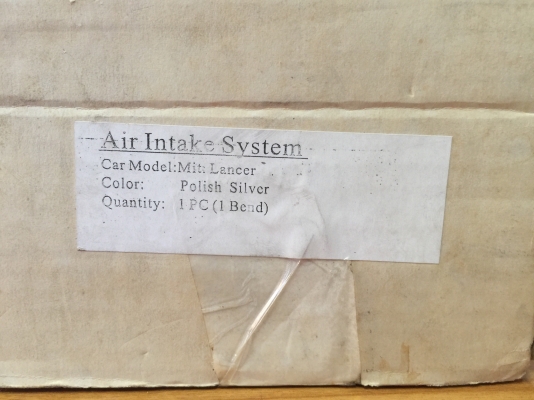 Air Intake System
Car Model:Mit: Lancer
Color: Polish Silver
Quantity: 1 PC (1 Bend)